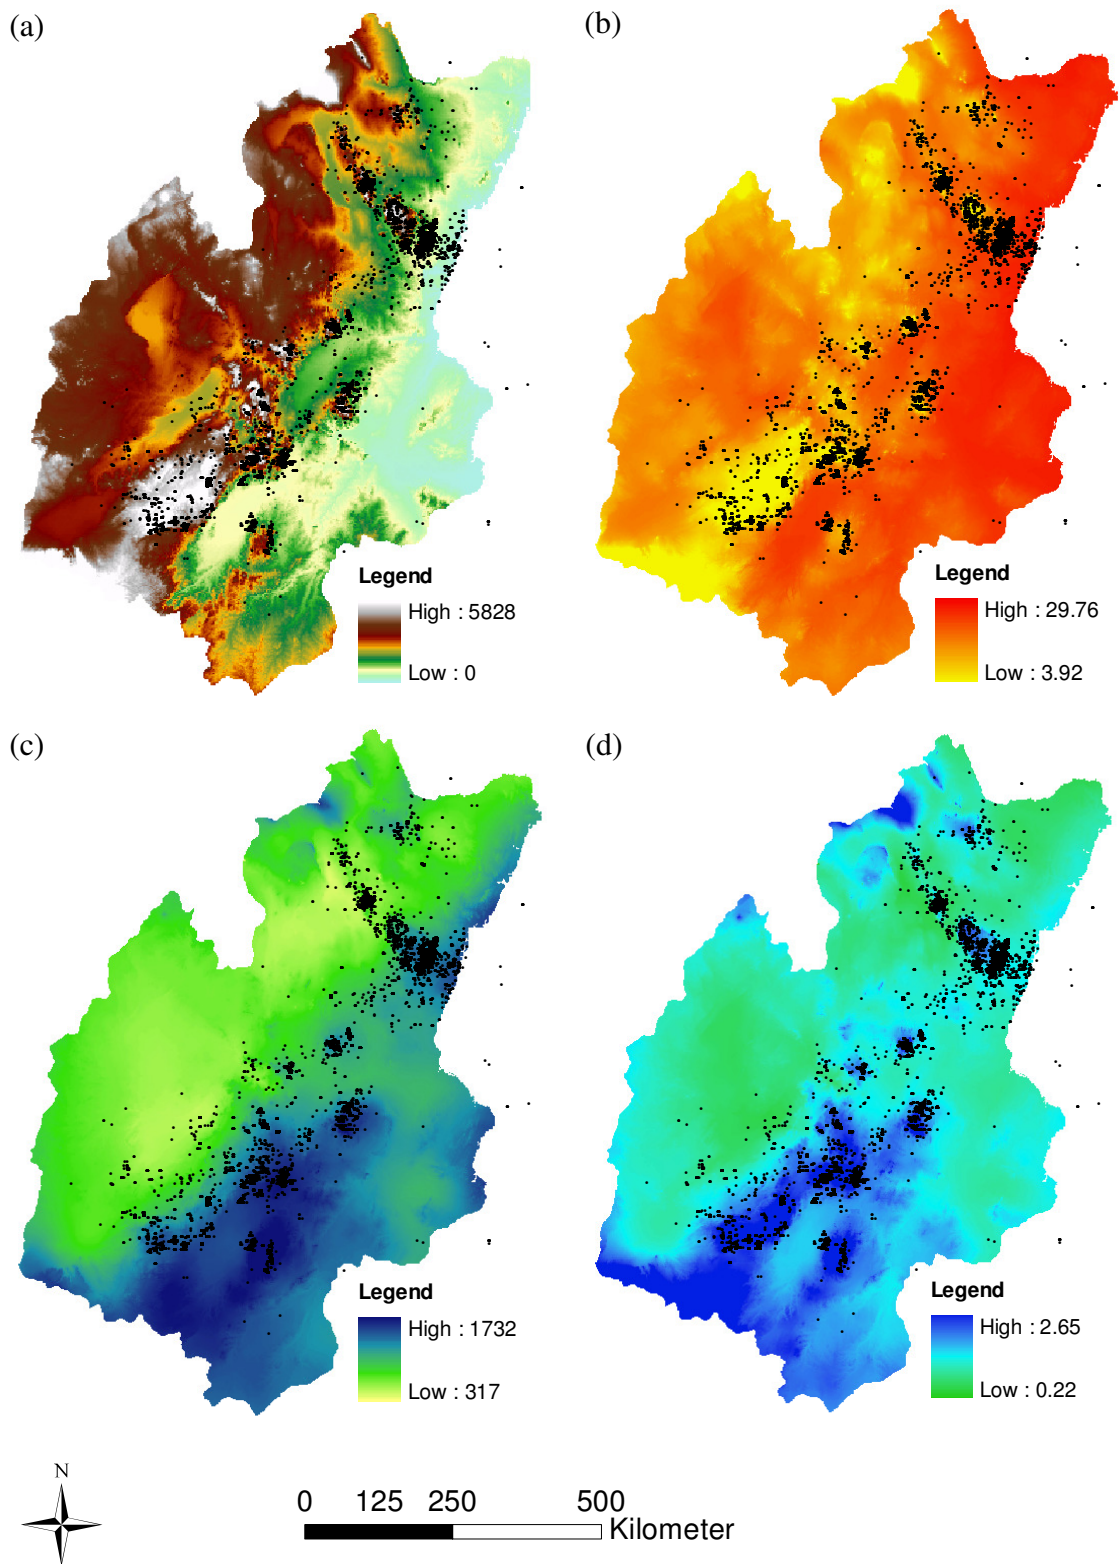 (a)
(b)
Legend
High : 5828
Low : 0
Legend
High : 29.76
Low : 3.92
(c)
(d)
Legend
High : 1732
Low : 317
Legend
High : 2.65
Low : 0.22
N
0 125 250 500
Kilometer